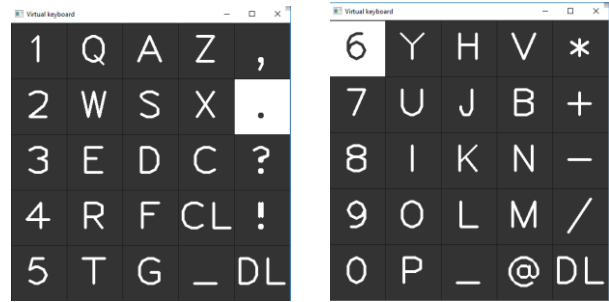 Virtual keyboard
1 Q A Z ,
2 W S X .
3 E D C ?
4 R F CL !
5 T G _ DL
Virtual keyboard
6 Y H V *
7 U J B +
8 I K N -
9 O L M /
0 P _ @ DL